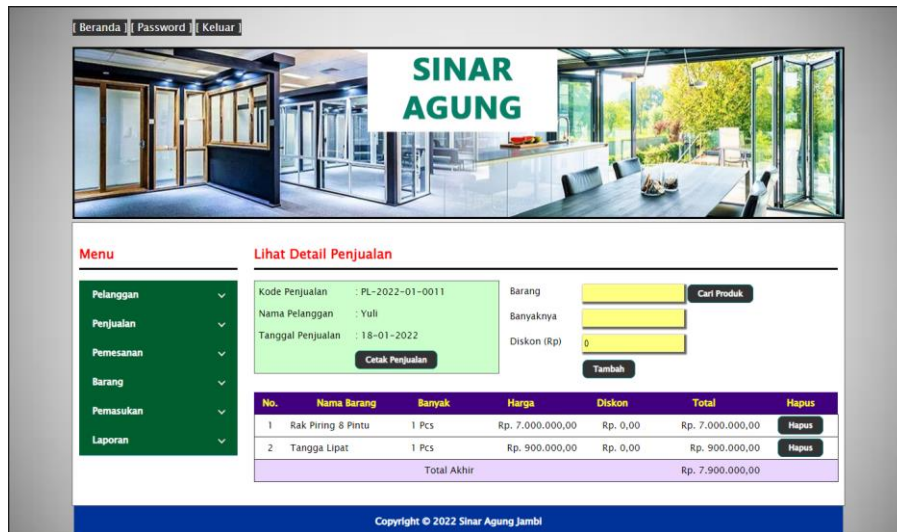 [ Beranda ] [ Password ] [ Keluar ]
SINAR
AGUNG
Menu
Pelanggan
Penjualan
Pemesanan
Barang
Pemasukan
Laporan
Lihat Detail Penjualan
Kode Penjualan : PL-2022-01-0011
Nama Pelanggan : Yuli
Tanggal Penjualan : 18-01-2022
Cetak Penjualan
Barang Cari Produk
Banyaknya
Diskon (Rp) 0
Tambah
No. Nama Barang Banyak Harga Diskon Total Hapus
1 Rak Piring 8 Pintu 1 Pcs Rp. 7.000.000,00 Rp. 0,00 Rp. 7.000.000,00 Hapus
2 Tangga Lipat 1 Pcs Rp. 900.000,00 Rp. 0,00 Rp. 900.000,00 Hapus
Total Akhir Rp. 7.900.000,00
Copyright © 2022 Sinar Agung Jambi